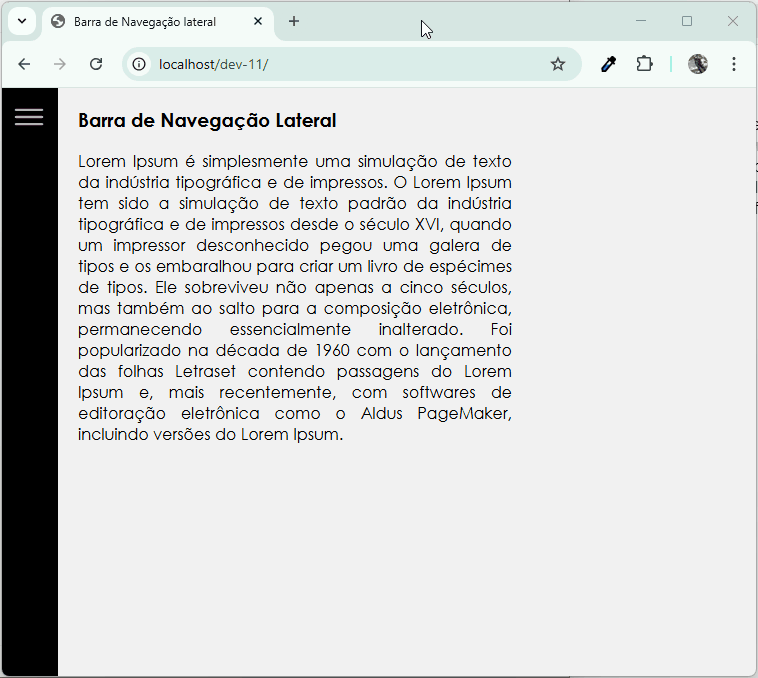 Barra de Navegação lateral
localhost/dev-11/
Barra de Navegação Lateral
Lorem Ipsum é simplesmente uma simulação de texto
da indústria tipográfica e de impressos. O Lorem Ipsum
tem sido a simulação de texto padrão da indústria
tipográfica e de impressos desde o século XVI, quando
um impressor desconhecido pegou uma galera de
tipos e os embaralhou para criar um livro de espécimes
de tipos. Ele sobreviveu não apenas a cinco séculos,
mas também ao salto para a composição eletrônica,
permanecendo essencialmente inalterado. Foi
popularizado na década de 1960 com o lançamento
das folhas Letraset contendo passagens do Lorem
Ipsum e, mais recentemente, com softwares de
editoração eletrônica como o Aldus PageMaker,
incluindo versões do Lorem Ipsum.